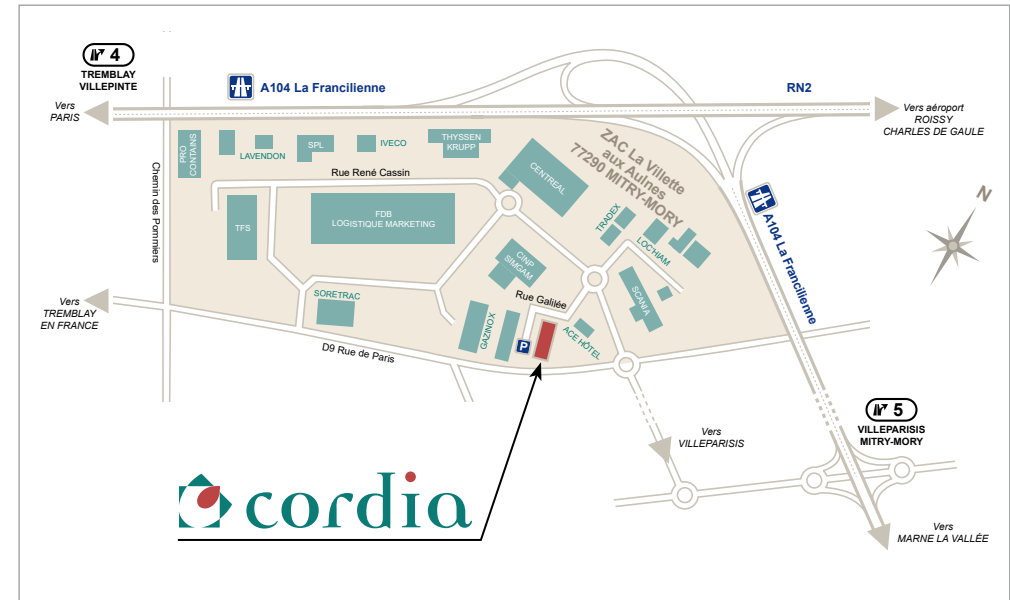 4
TREMBLAY
VILLEPINTE
A104 La Francilienne
RN2
Vers
PARIS
Vers aéroport
ROISSY
CHARLES DE GAULE
PRO
CONTAINS
LAVENDON
SPL
IVECO
THYSSEN
KRUPP
CENTREAL
ZAC La Villette
aux Aulnes
77290 MITRY-MORY
Chemin des Pommiers
Rue René Cassin
TFS
FDB
LOGISTIQUE MARKETING
TRADEX
LOC'HIAM
A104 La Francilienne
N
CINP
SIMGAM
SCANIA
SORETRAC
Rue Galilée
Vers
TREMBLAY
EN FRANCE
GAZINOX
P
ACE HÔTEL
D9 Rue de Paris
5
VILLEPARISIS
MITRY-MORY
Vers
VILLEPARISIS
cordia
Vers
MARNE LA VALLÉE